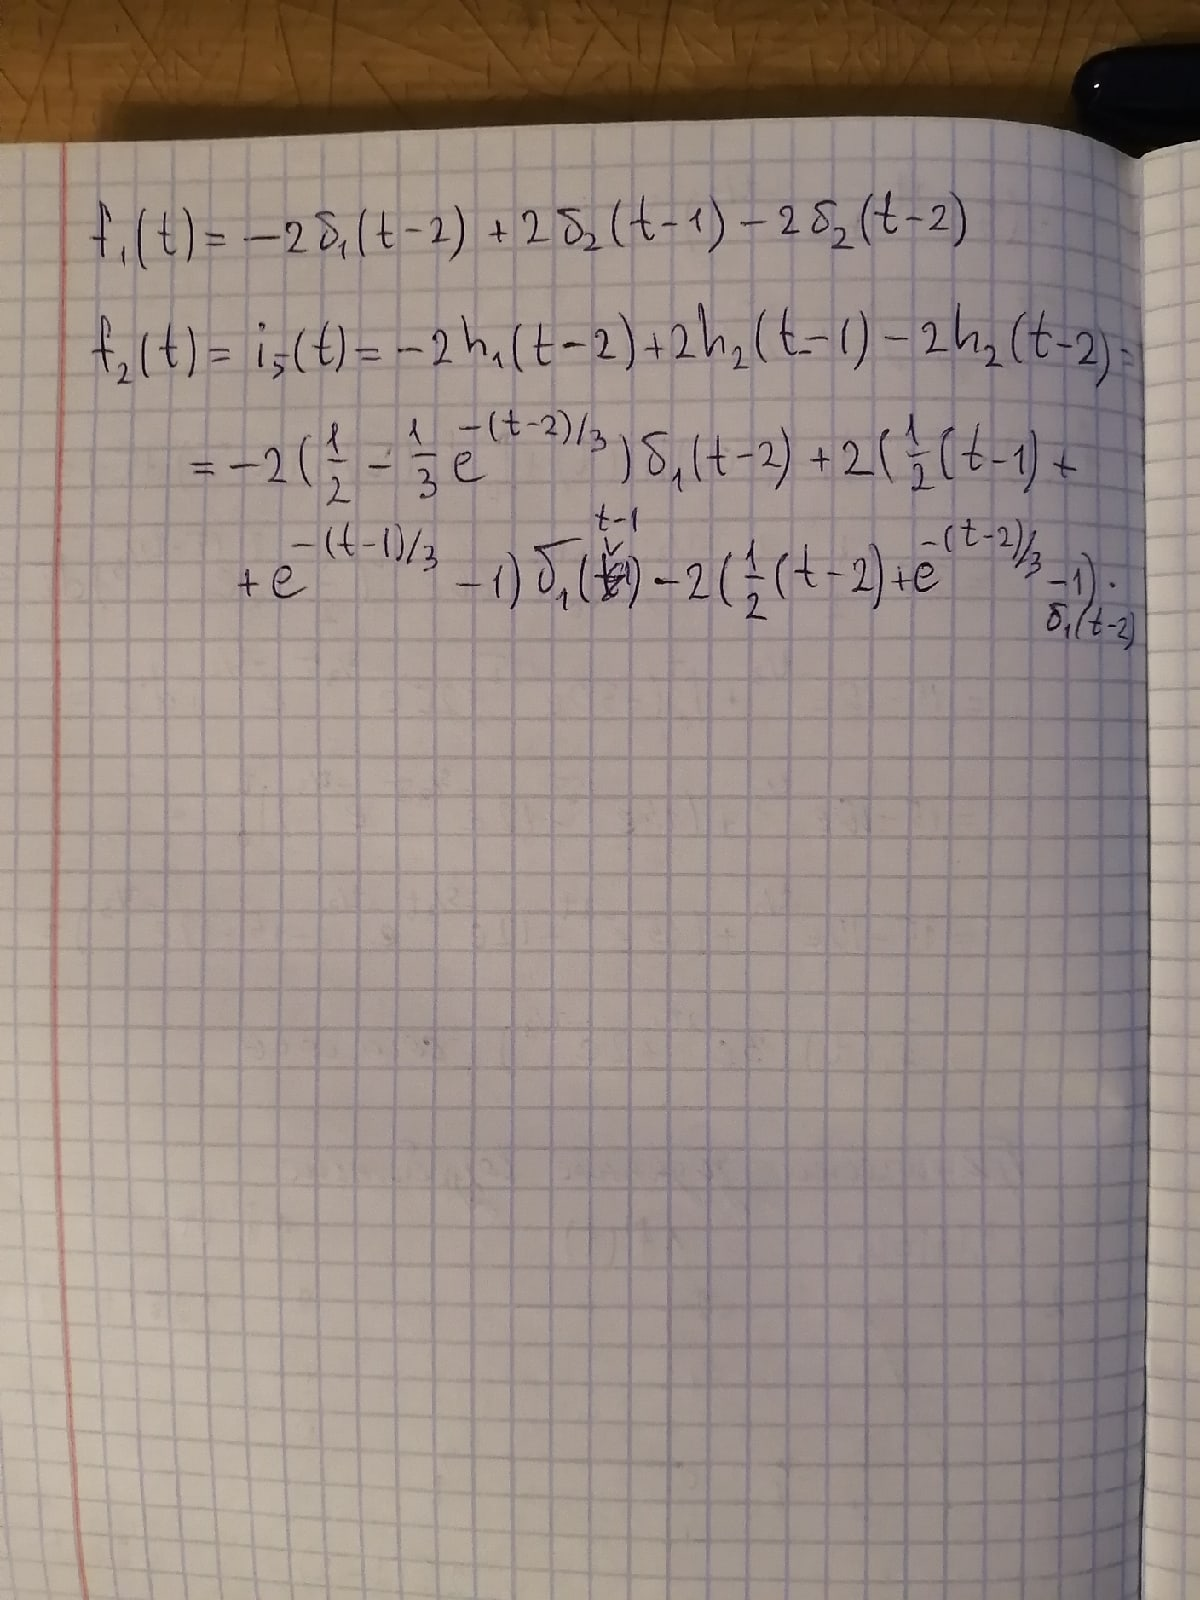 f₁(t) = −2δ₁(t−2) + 2δ₂(t−1) − 2δ₂(t−2)
f₂(t) = i₅(t) = −2h₁(t−2) + 2h₂(t−1) − 2h₂(t−2) =
= −2(1/2 − 1/3 e^(−(t−2)/3)) δ₁(t−2) + 2(1/2(t−1) +
+ e^(−(t−1)/3) − 1) δ₁(t−1) − 2(1/2(t−2) + e^(−(t−2)/3) − 1) ·
δ₁(t−2)